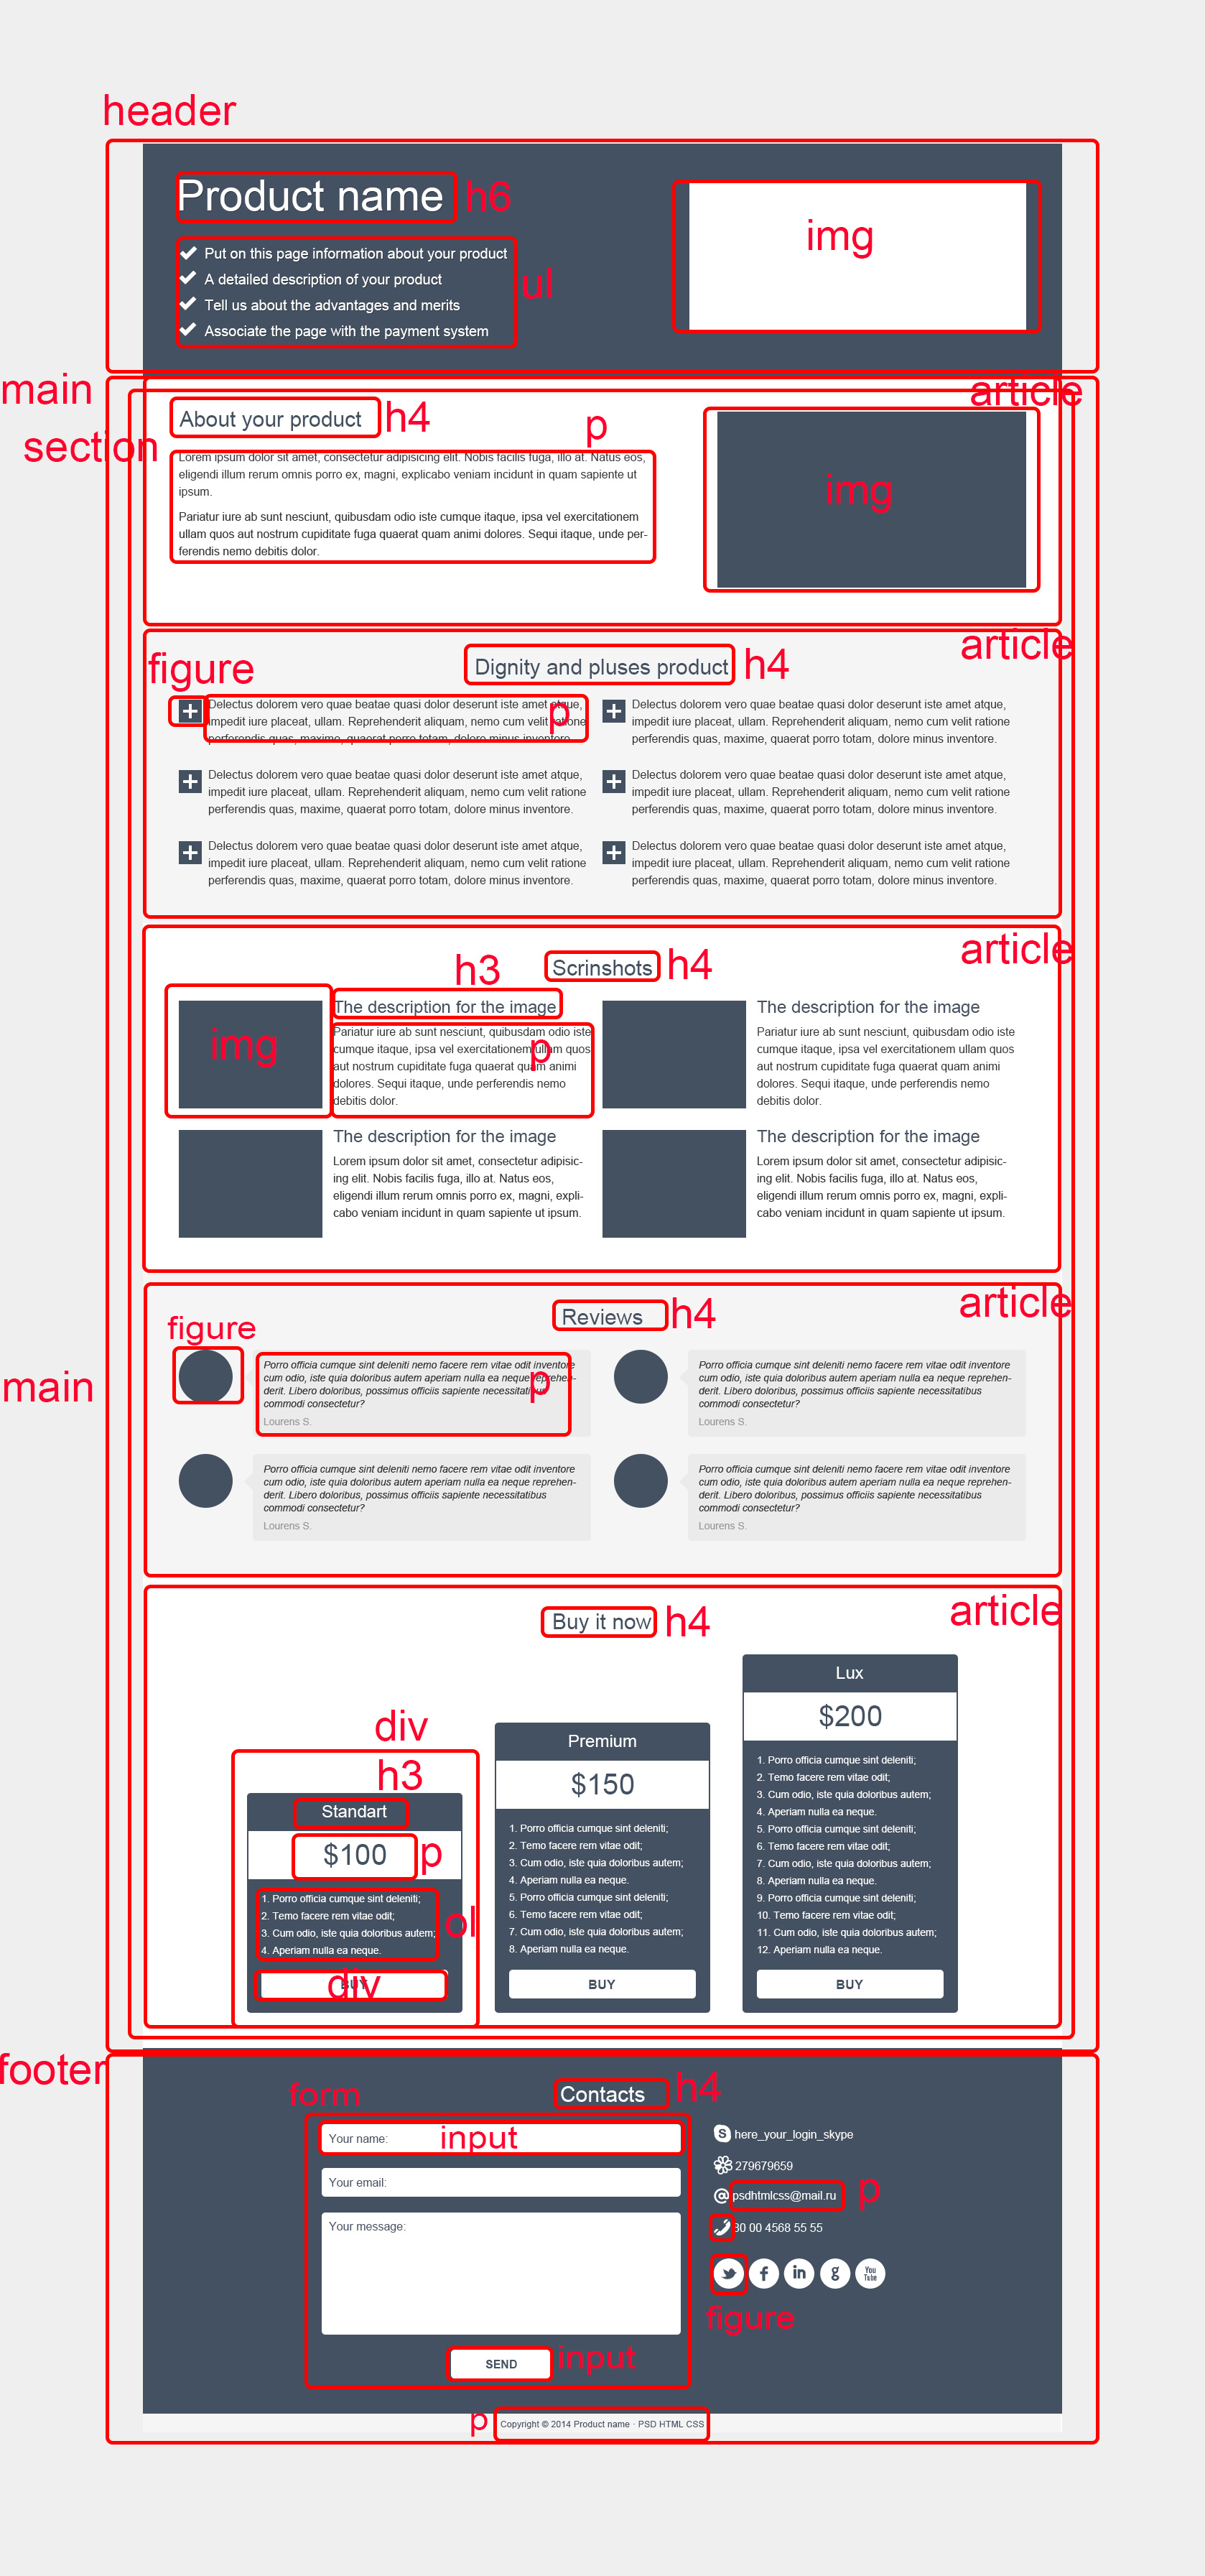 header
Product name h6
img
Put on this page information about your product
A detailed description of your product
ul
Tell us about the advantages and merits
Associate the page with the payment system
main
article
About your product h4
p
section
Lorem ipsum dolor sit amet, consectetur adipisicing elit. Nobis facilis fuga, illo at. Natus eos,
eligendi illum rerum omnis porro ex, magni, explicabo veniam incidunt in quam sapiente ut
ipsum.
img
Pariatur iure ab sunt nesciunt, quibusdam odio iste cumque itaque, ipsa vel exercitationem
ullam quos aut nostrum cupiditate fuga quaerat quam animi dolores. Sequi itaque, unde per-
ferendis nemo debitis dolor.
article
figure
Dignity and pluses product h4
Delectus dolorem vero quae beatae quasi dolor deserunt iste amet atque,
impedit iure placeat, ullam. Reprehenderit aliquam, nemo cum velit ratione
perferendis quas, maxime, quaerat porro totam, dolore minus inventore.
p
Delectus dolorem vero quae beatae quasi dolor deserunt iste amet atque,
impedit iure placeat, ullam. Reprehenderit aliquam, nemo cum velit ratione
perferendis quas, maxime, quaerat porro totam, dolore minus inventore.
Delectus dolorem vero quae beatae quasi dolor deserunt iste amet atque,
impedit iure placeat, ullam. Reprehenderit aliquam, nemo cum velit ratione
perferendis quas, maxime, quaerat porro totam, dolore minus inventore.
Delectus dolorem vero quae beatae quasi dolor deserunt iste amet atque,
impedit iure placeat, ullam. Reprehenderit aliquam, nemo cum velit ratione
perferendis quas, maxime, quaerat porro totam, dolore minus inventore.
Delectus dolorem vero quae beatae quasi dolor deserunt iste amet atque,
impedit iure placeat, ullam. Reprehenderit aliquam, nemo cum velit ratione
perferendis quas, maxime, quaerat porro totam, dolore minus inventore.
Delectus dolorem vero quae beatae quasi dolor deserunt iste amet atque,
impedit iure placeat, ullam. Reprehenderit aliquam, nemo cum velit ratione
perferendis quas, maxime, quaerat porro totam, dolore minus inventore.
article
h3
Scrinshots h4
img
The description for the image
Pariatur iure ab sunt nesciunt, quibusdam odio iste
cumque itaque, ipsa vel exercitationem ullam quos
aut nostrum cupiditate fuga quaerat quam animi
dolores. Sequi itaque, unde perferendis nemo
debitis dolor.
p
The description for the image
Pariatur iure ab sunt nesciunt, quibusdam odio iste
cumque itaque, ipsa vel exercitationem ullam quos
aut nostrum cupiditate fuga quaerat quam animi
dolores. Sequi itaque, unde perferendis nemo
debitis dolor.
The description for the image
Lorem ipsum dolor sit amet, consectetur adipisic-
ing elit. Nobis facilis fuga, illo at. Natus eos,
eligendi illum rerum omnis porro ex, magni, expli-
cabo veniam incidunt in quam sapiente ut ipsum.
The description for the image
Lorem ipsum dolor sit amet, consectetur adipisic-
ing elit. Nobis facilis fuga, illo at. Natus eos,
eligendi illum rerum omnis porro ex, magni, expli-
cabo veniam incidunt in quam sapiente ut ipsum.
article
figure
Reviews h4
main
Porro officia cumque sint deleniti nemo facere rem vitae odit inventore
cum odio, iste quia doloribus autem aperiam nulla ea neque reprehen-
derit. Libero doloribus, possimus officiis sapiente necessitatibus
commodi consectetur?
Lourens S.
p
Porro officia cumque sint deleniti nemo facere rem vitae odit inventore
cum odio, iste quia doloribus autem aperiam nulla ea neque reprehen-
derit. Libero doloribus, possimus officiis sapiente necessitatibus
commodi consectetur?
Lourens S.
Porro officia cumque sint deleniti nemo facere rem vitae odit inventore
cum odio, iste quia doloribus autem aperiam nulla ea neque reprehen-
derit. Libero doloribus, possimus officiis sapiente necessitatibus
commodi consectetur?
Lourens S.
Porro officia cumque sint deleniti nemo facere rem vitae odit inventore
cum odio, iste quia doloribus autem aperiam nulla ea neque reprehen-
derit. Libero doloribus, possimus officiis sapiente necessitatibus
commodi consectetur?
Lourens S.
article
Buy it now h4
div
h3
Standart
$100 p
1. Porro officia cumque sint deleniti;
2. Temo facere rem vitae odit;
3. Cum odio, iste quia doloribus autem;
4. Aperiam nulla ea neque.
ol
BUY
div
Premium
$150
1. Porro officia cumque sint deleniti;
2. Temo facere rem vitae odit;
3. Cum odio, iste quia doloribus autem;
4. Aperiam nulla ea neque.
5. Porro officia cumque sint deleniti;
6. Temo facere rem vitae odit;
7. Cum odio, iste quia doloribus autem;
8. Aperiam nulla ea neque.
BUY
Lux
$200
1. Porro officia cumque sint deleniti;
2. Temo facere rem vitae odit;
3. Cum odio, iste quia doloribus autem;
4. Aperiam nulla ea neque.
5. Porro officia cumque sint deleniti;
6. Temo facere rem vitae odit;
7. Cum odio, iste quia doloribus autem;
8. Aperiam nulla ea neque.
9. Porro officia cumque sint deleniti;
10. Temo facere rem vitae odit;
11. Cum odio, iste quia doloribus autem;
12. Aperiam nulla ea neque.
BUY
footer
form
Contacts h4
Your name: input
Your email:
Your message:
SEND input
here_your_login_skype
279679659
psdhtmlcss@mail.ru p
80 00 4568 55 55
You
Tube
figure
p
Copyright © 2014 Product name · PSD HTML CSS